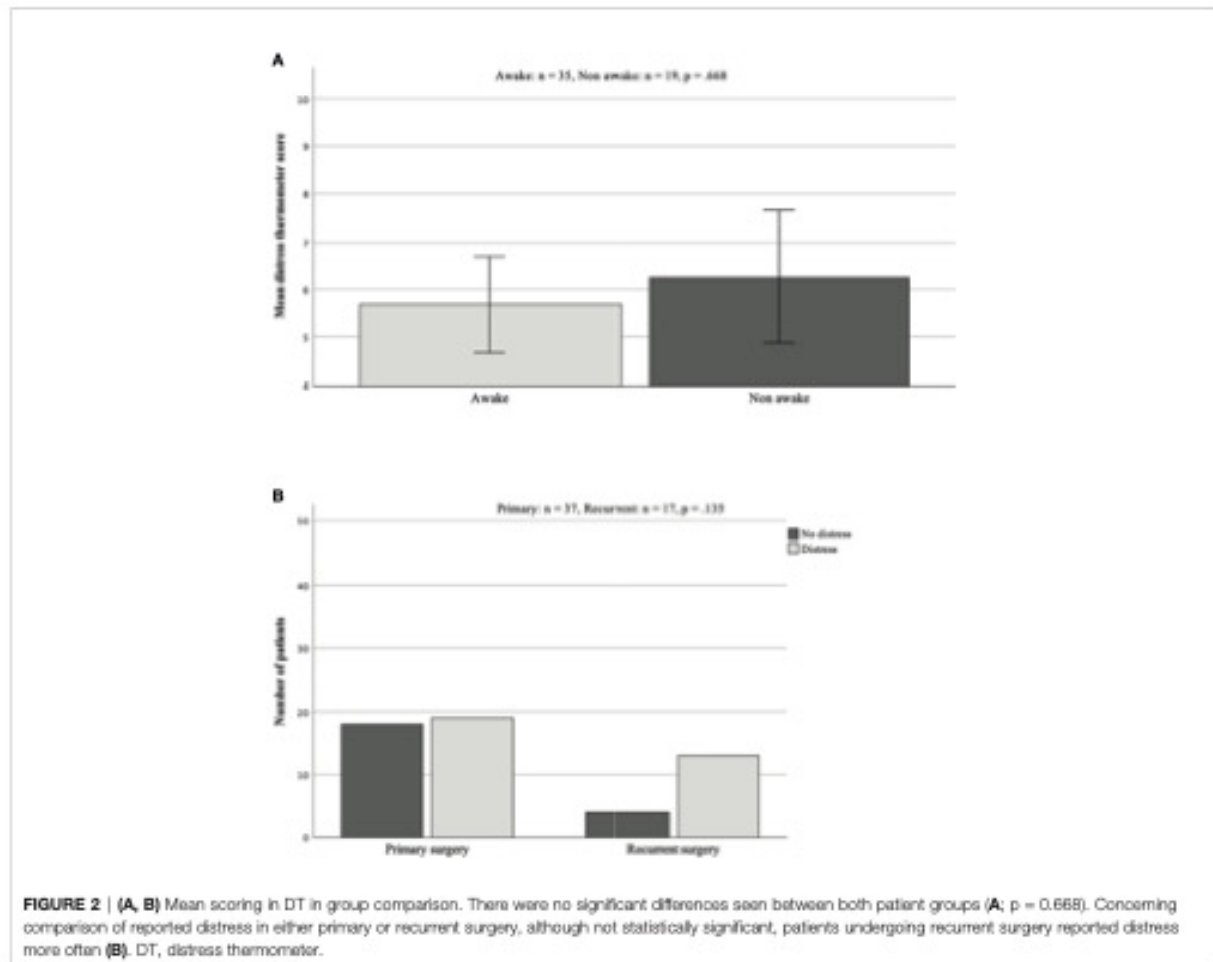 A
Awake: n = 35, Non awake: n = 19, p = .668
Mean distress thermometer score
10
9
8
7
6
5
4
Awake
Non awake
B
Primary: n = 37, Recurrent: n = 17, p = .135
No distress
Distress
Number of patients
50
40
30
20
10
0
Primary surgery
Recurrent surgery
FIGURE 2 | (A, B) Mean scoring in DT in group comparison. There were no significant differences seen between both patient groups (A; p = 0.668). Concerning
comparison of reported distress in either primary or recurrent surgery, although not statistically significant, patients undergoing recurrent surgery reported distress
more often (B). DT, distress thermometer.